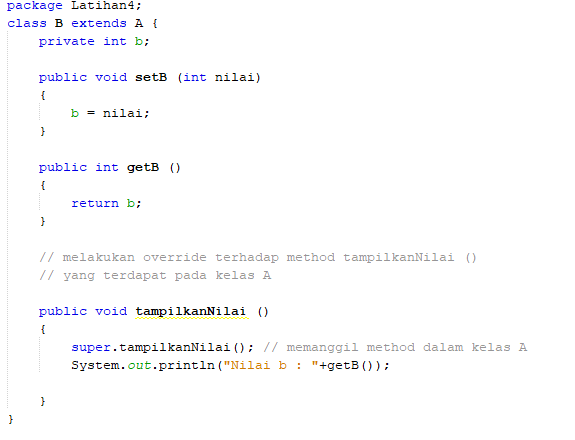 package Latihan4;
class B extends A {
    private int b;

    public void setB (int nilai)
    {
        b = nilai;
    }

    public int getB ()
    {
        return b;
    }

    // melakukan override terhadap method tampilkanNilai ()
    // yang terdapat pada kelas A

    public void tampilkanNilai ()
    {
        super.tampilkanNilai(); // memanggil method dalam kelas A
        System.out.println("Nilai b : "+getB());

    }
}